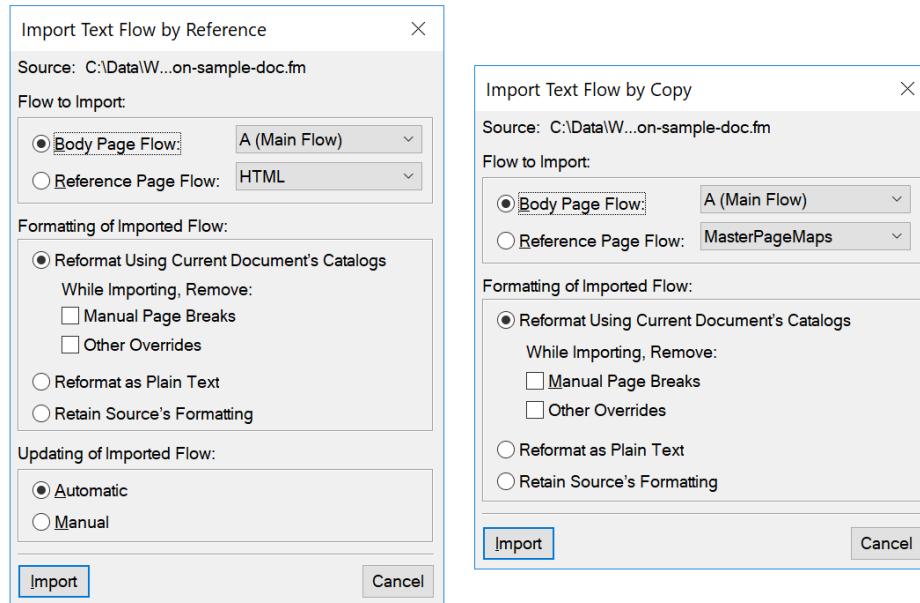 Import Text Flow by Reference
Source: C:\Data\W...on-sample-doc.fm
Flow to Import:
Body Page Flow: A (Main Flow)
Reference Page Flow: HTML
Formatting of Imported Flow:
Reformat Using Current Document's Catalogs
While Importing, Remove:
Manual Page Breaks
Other Overrides
Reformat as Plain Text
Retain Source's Formatting
Updating of Imported Flow:
Automatic
Manual
Import Cancel
Import Text Flow by Copy
Source: C:\Data\W...on-sample-doc.fm
Flow to Import:
Body Page Flow: A (Main Flow)
Reference Page Flow: MasterPageMaps
Formatting of Imported Flow:
Reformat Using Current Document's Catalogs
While Importing, Remove:
Manual Page Breaks
Other Overrides
Reformat as Plain Text
Retain Source's Formatting
Import Cancel